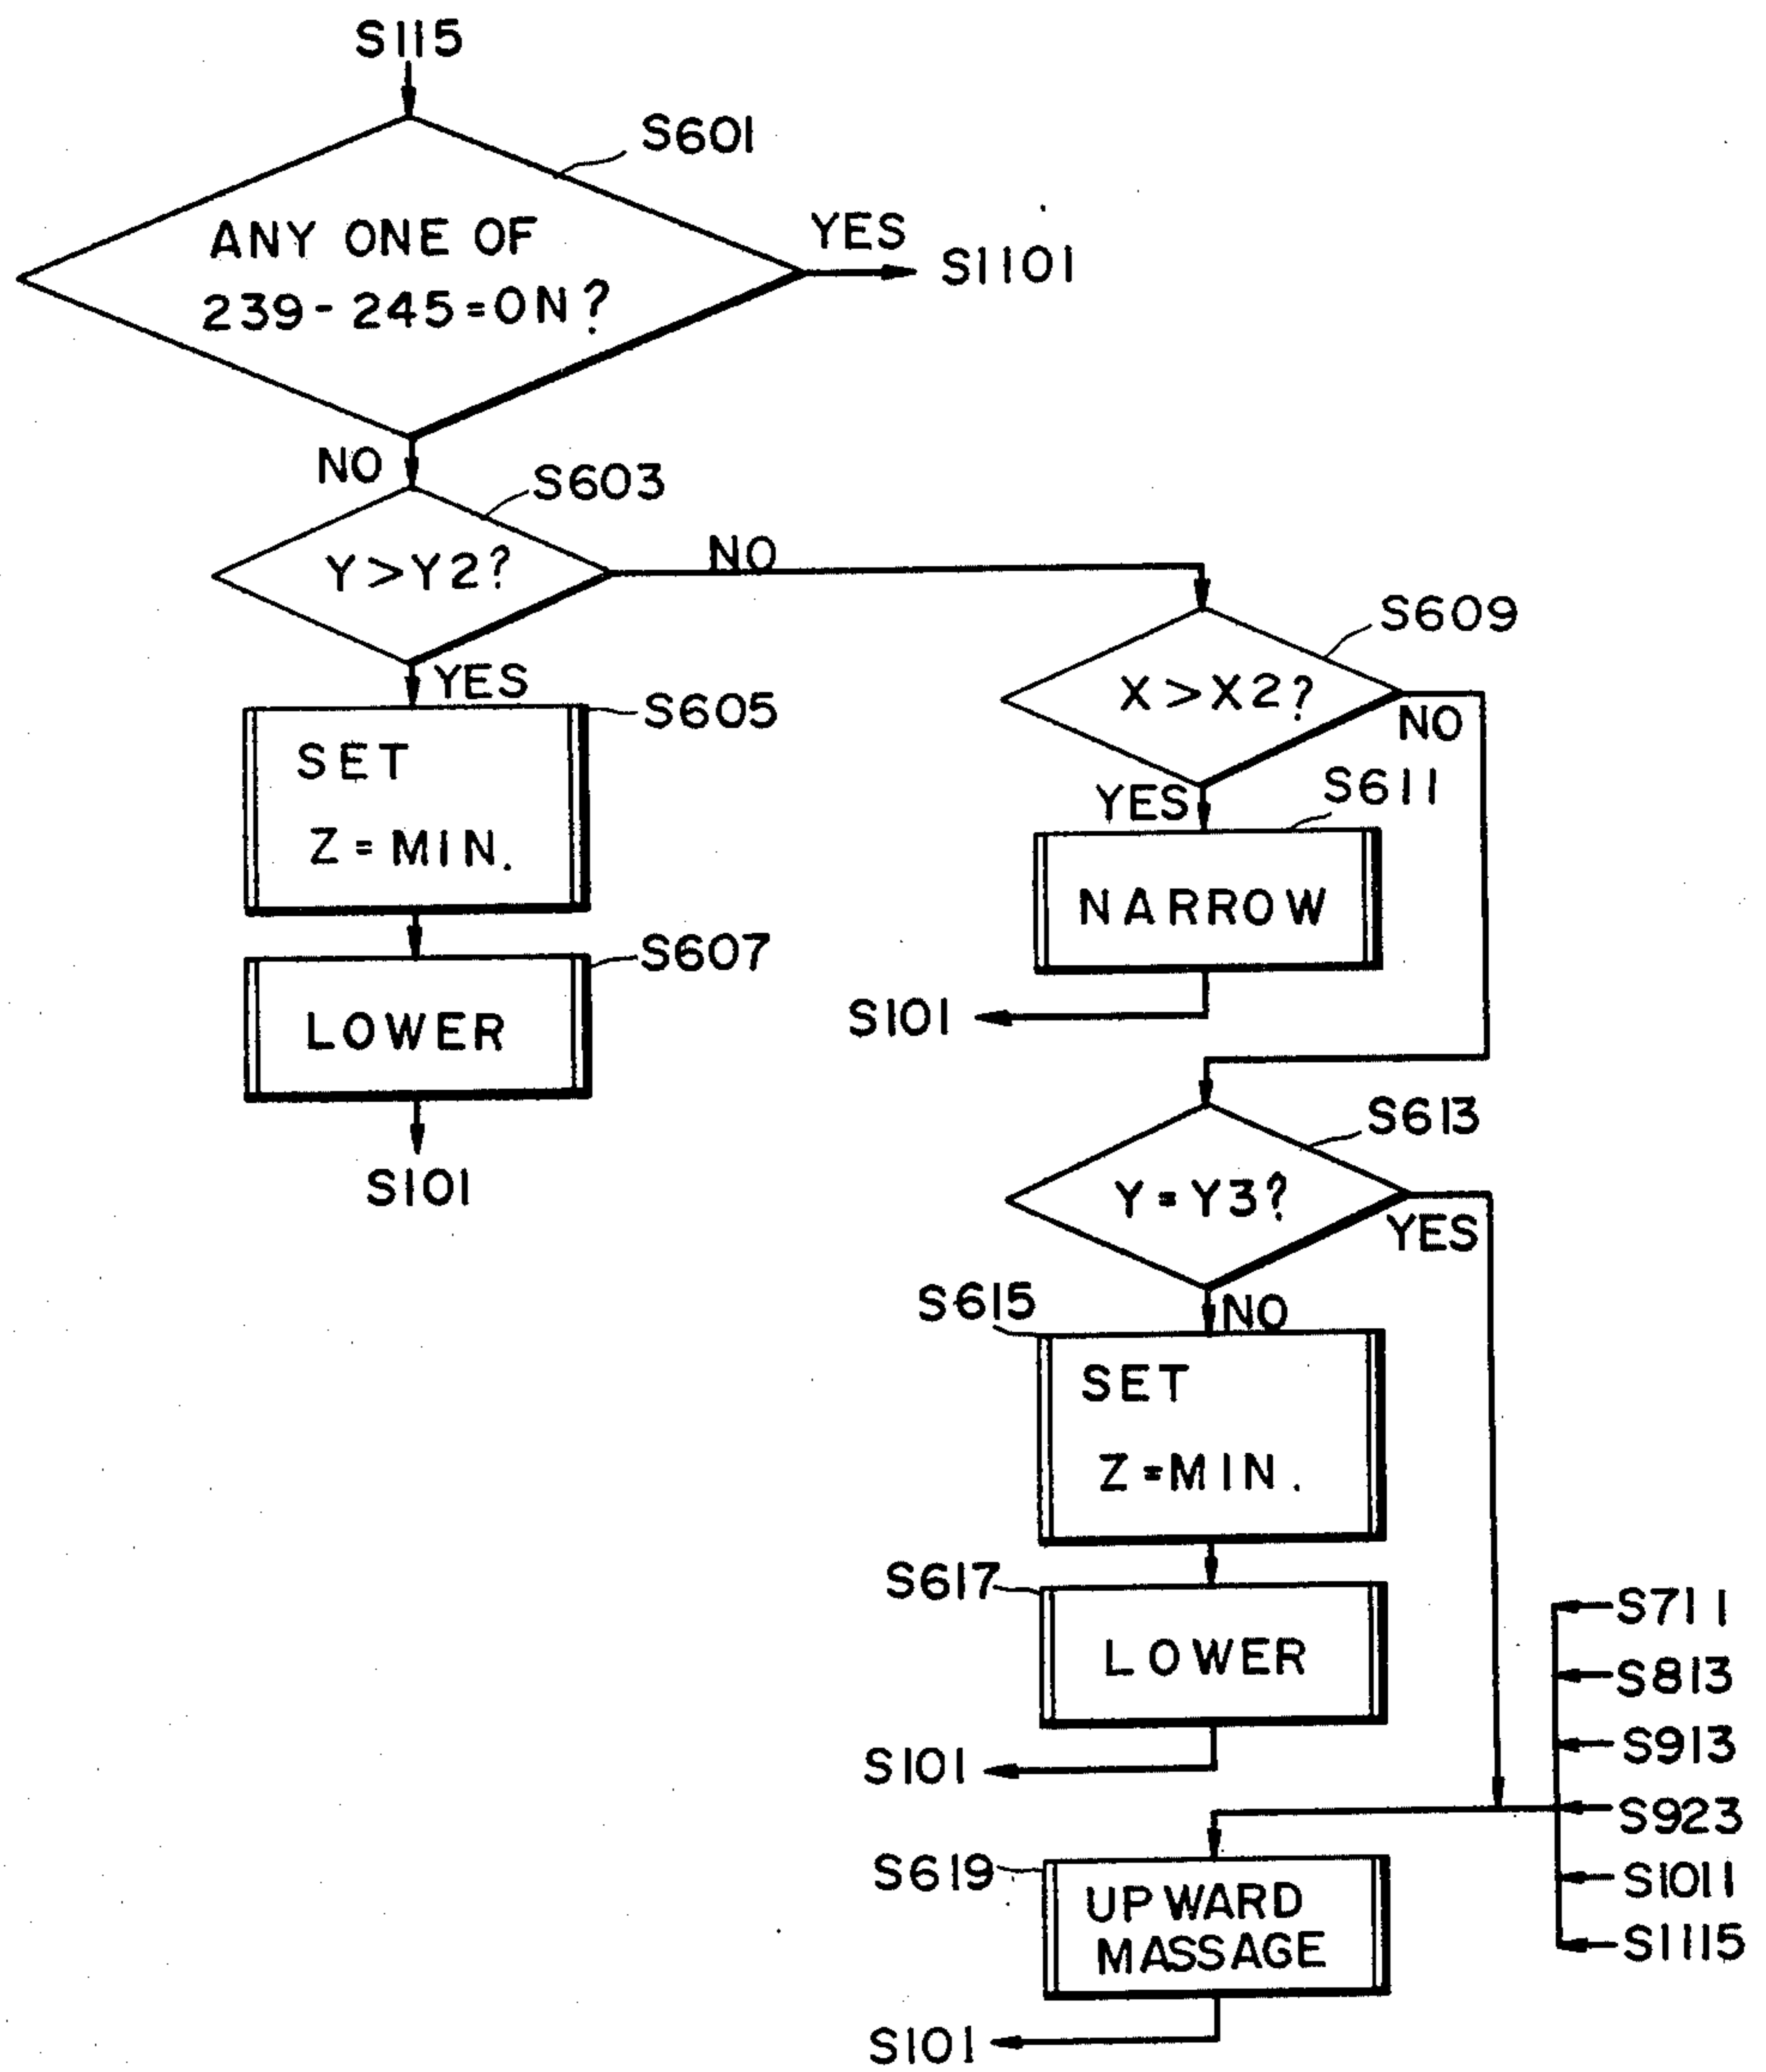 S115
S601
ANY ONE OF
239-245=ON?
YES
S1101
NO
S603
Y>Y2?
NO
YES
S605
SET
Z=MIN.
S607
LOWER
S101
S609
X>X2?
NO
YES
S611
NARROW
S101
S613
Y=Y3?
YES
NO
S615
SET
Z=MIN.
S617
LOWER
S101
S711
S813
S913
S923
S1011
S1115
S619
UPWARD
MASSAGE
S101